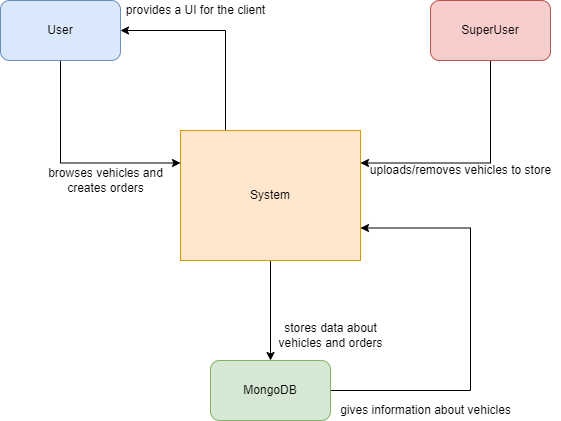 provides a UI for the client
User
SuperUser
browses vehicles and
creates orders
uploads/removes vehicles to store
System
stores data about
vehicles and orders
MongoDB
gives information about vehicles